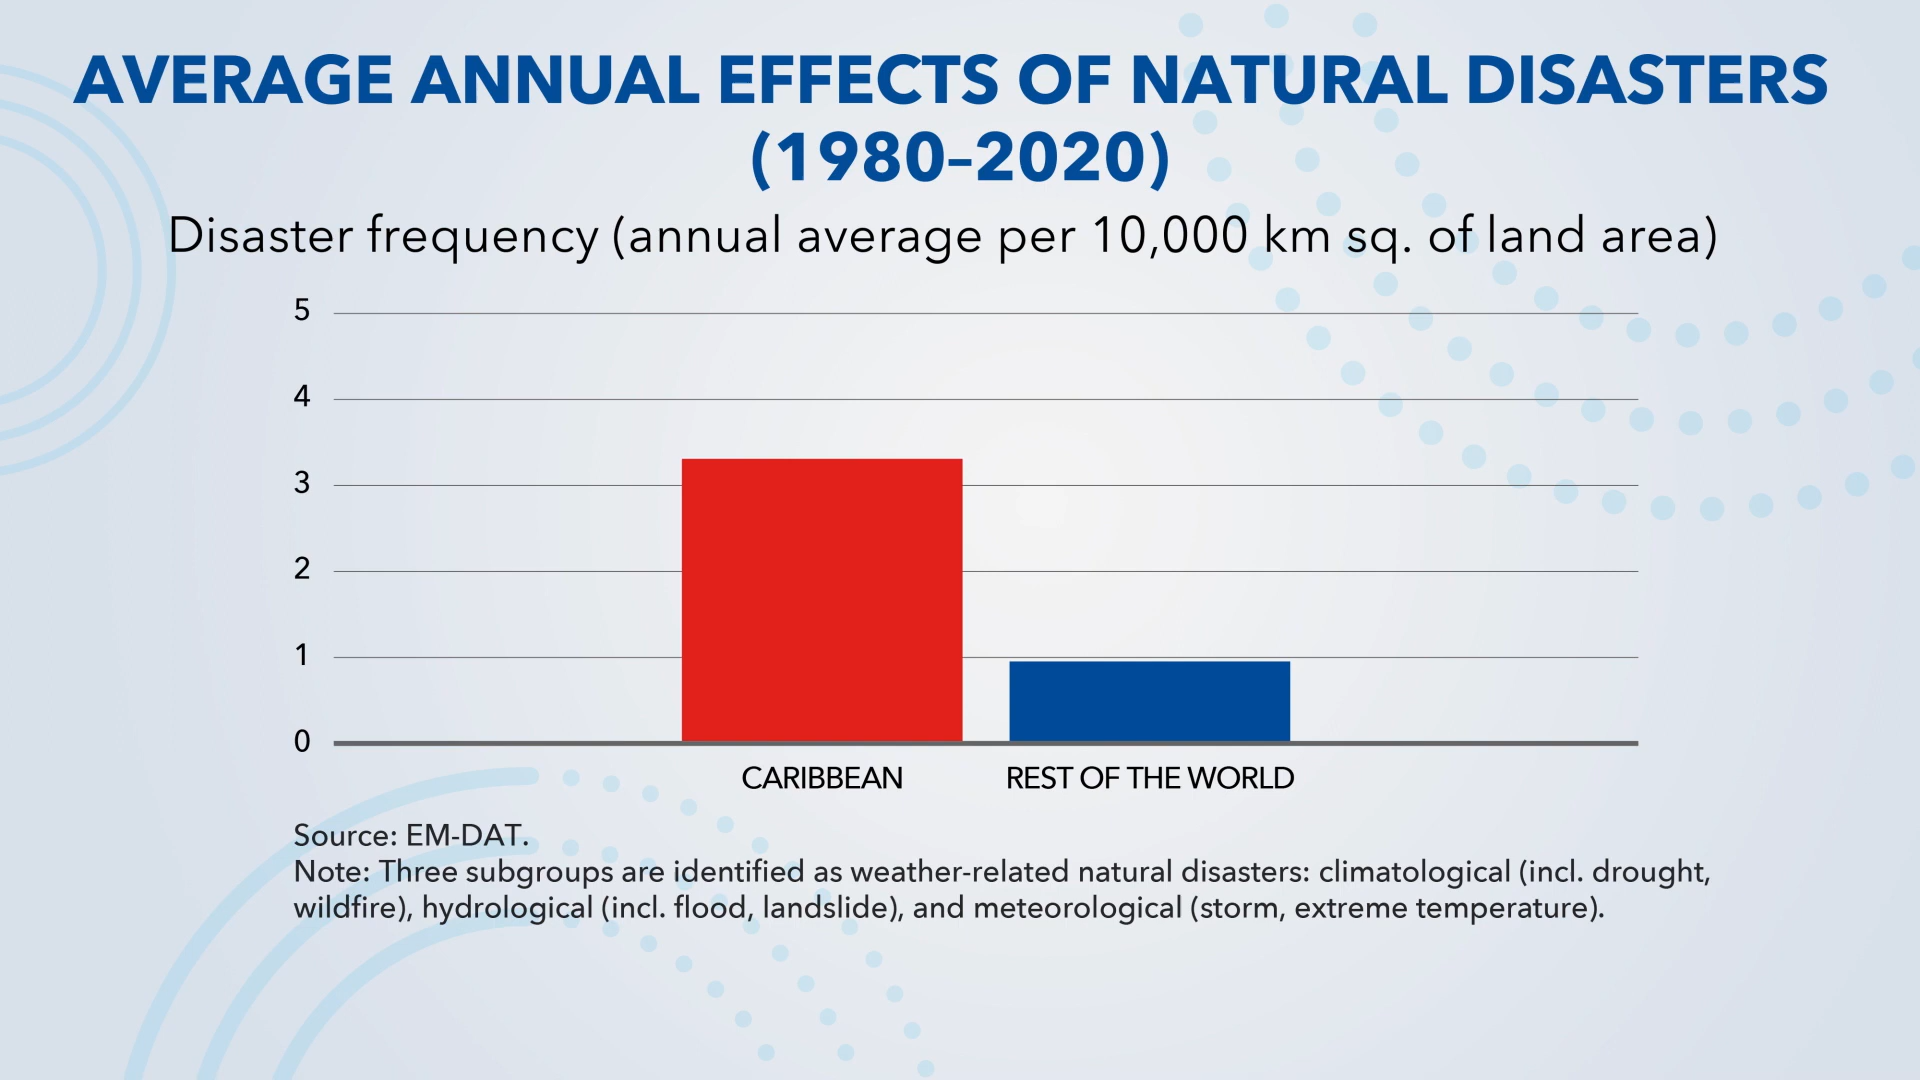 AVERAGE ANNUAL EFFECTS OF NATURAL DISASTERS
(1980–2020)
Disaster frequency (annual average per 10,000 km sq. of land area)
5
4
3
2
1
0
CARIBBEAN
REST OF THE WORLD
Source: EM-DAT.
Note: Three subgroups are identified as weather-related natural disasters: climatological (incl. drought,
wildfire), hydrological (incl. flood, landslide), and meteorological (storm, extreme temperature).